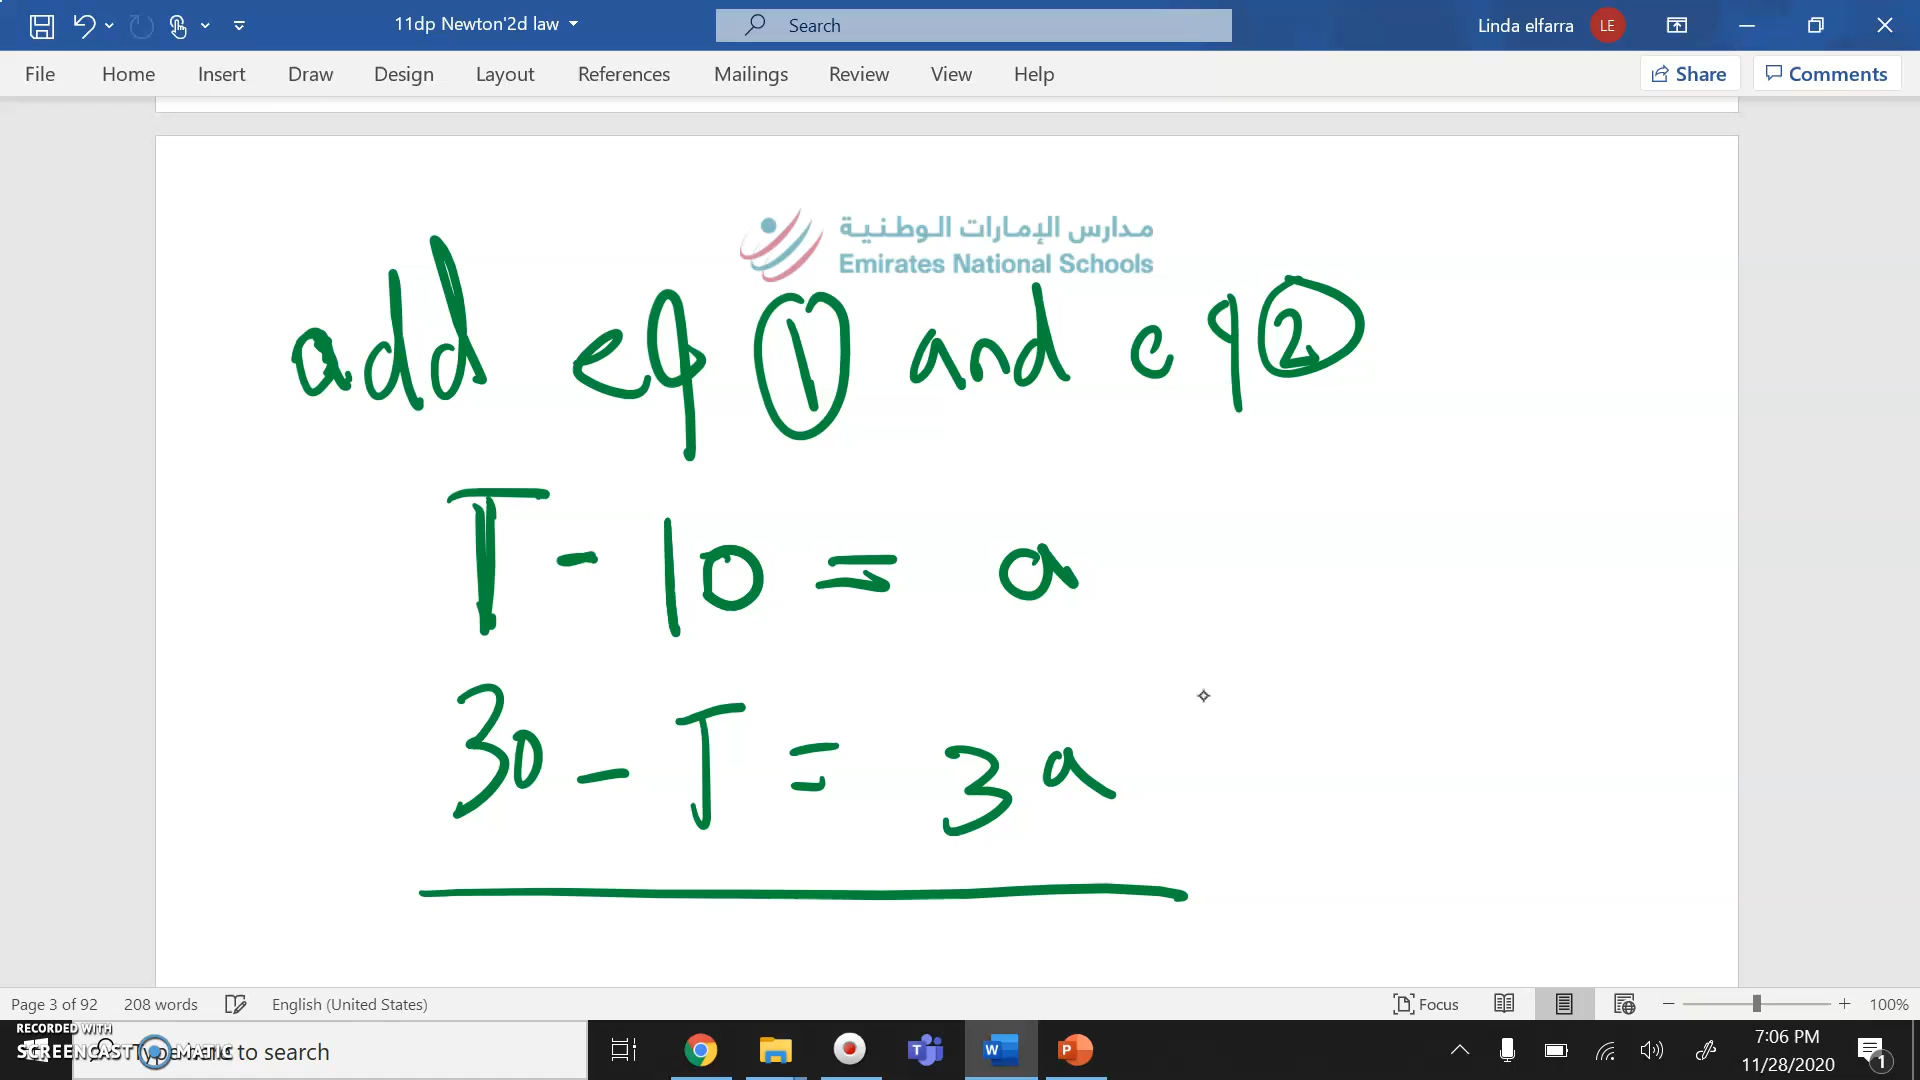 11dp Newton'2d law
Search
Linda elfarra
LE
File Home Insert Draw Design Layout References Mailings Review View Help
Share
Comments
مدارس الإمارات الوطنية
Emirates National Schools
add eq 1 and eq 2
T - 10 = a
30 - T = 3a
Page 3 of 92
208 words
English (United States)
Focus
100%
RECORDED WITH
SCREENCAST MATIC
Type here to search
7:06 PM
11/28/2020
1